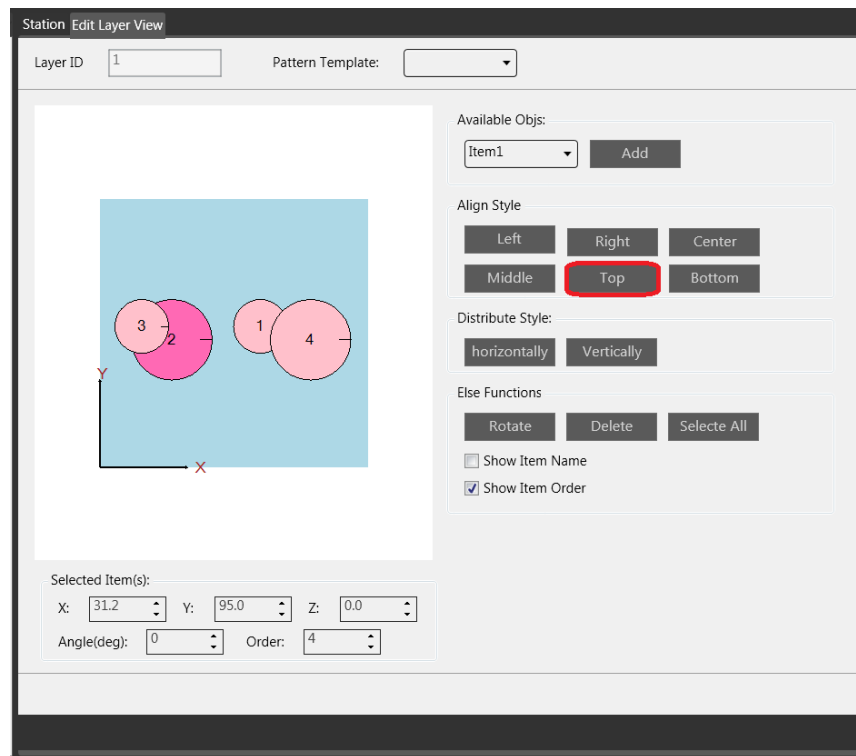 Station Edit Layer View
Layer ID 1 Pattern Template:
Available Objs:
Item1 Add
Align Style
Left Right Center
Middle Top Bottom
Distribute Style:
horizontally Vertically
Else Functions
Rotate Delete Selecte All
Show Item Name
Show Item Order
3 2 1 4
Y
X
Selected Item(s):
X: 31.2 Y: 95.0 Z: 0.0
Angle(deg): 0 Order: 4